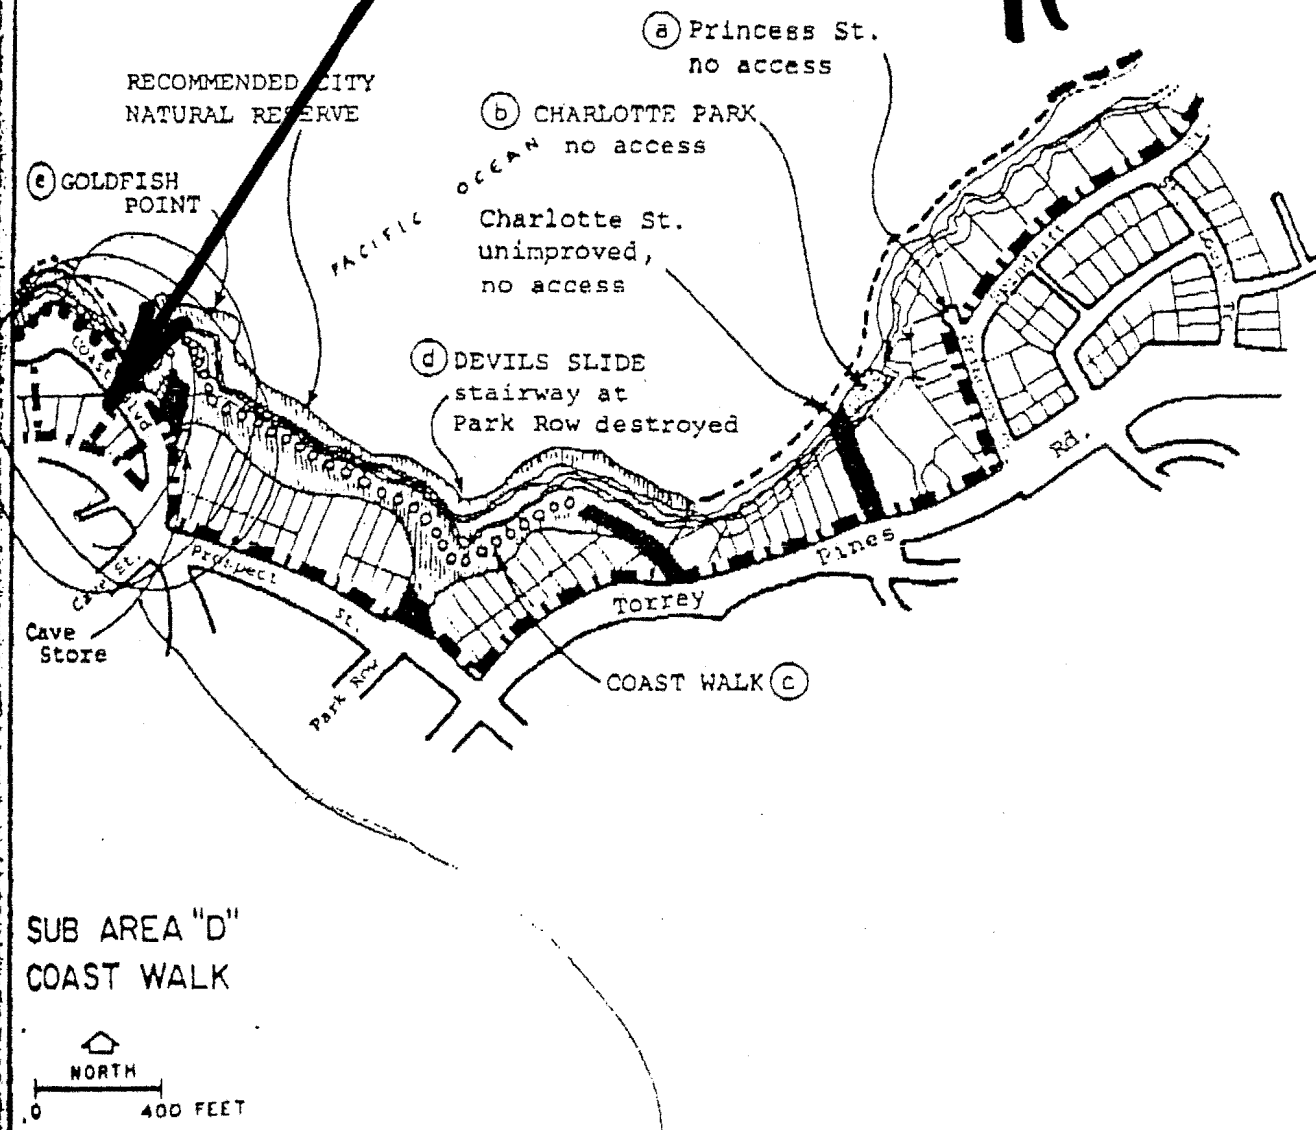 (a) Princess St.
no access
RECOMMENDED CITY
NATURAL RESERVE
(b) CHARLOTTE PARK
no access
PACIFIC OCEAN
(e) GOLDFISH
POINT
Charlotte St.
unimproved,
no access
(d) DEVILS SLIDE
stairway at
Park Row destroyed
COAST
Rd.
Prospect
St.
Cave St.
Torrey
Pines
Rd.
Cave
Store
Park Row
COAST WALK (c)
SUB AREA "D"
COAST WALK
NORTH
0 400 FEET